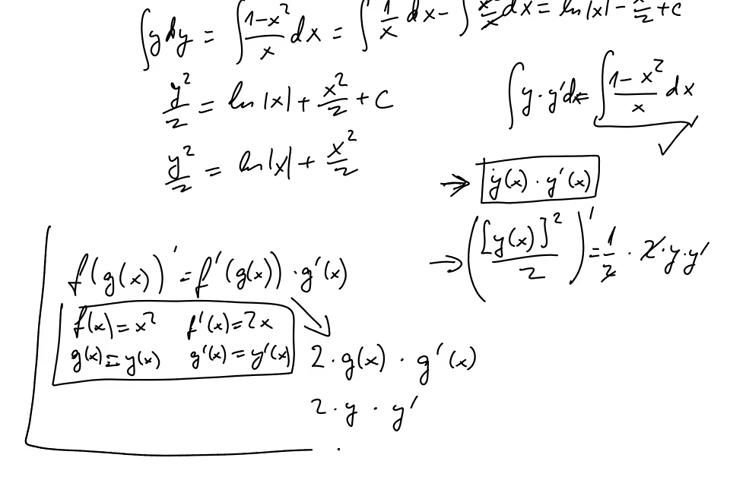 ∫y dy = ∫(1-x²)/x dx = ∫1/x dx - ∫x²/x dx = ln|x| - x²/2 + c
y²/2 = ln|x| + x²/2 + C
y²/2 = ln|x| + x²/2
∫y · y'dx = ∫(1-x²)/x dx ✓
→ y(x) · y'(x)
→ ([y(x)]²/2)' = 1/2 · 2·y·y'
f(g(x))' = f'(g(x)) · g'(x)
f(x) = x² f'(x) = 2x
g(x) = y(x) g'(x) = y'(x)
2 · g(x) · g'(x)
2 · y · y'